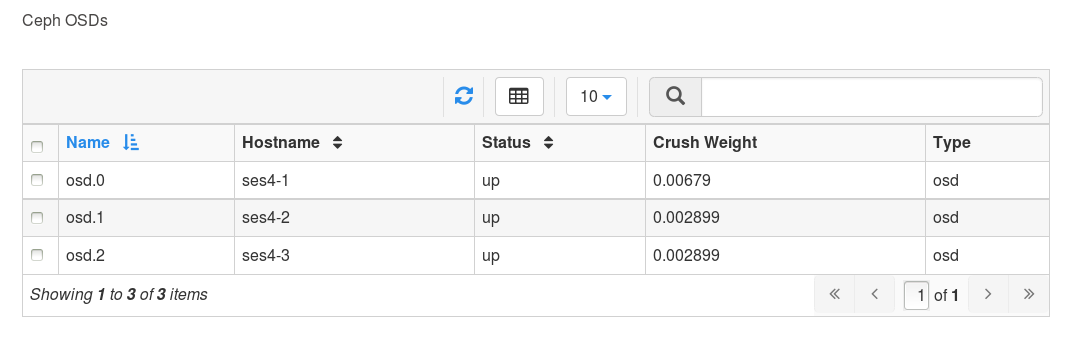 Ceph OSDs
10
Name Hostname Status Crush Weight Type
osd.0 ses4-1 up 0.00679 osd
osd.1 ses4-2 up 0.002899 osd
osd.2 ses4-3 up 0.002899 osd
Showing 1 to 3 of 3 items « < 1 of 1 > »